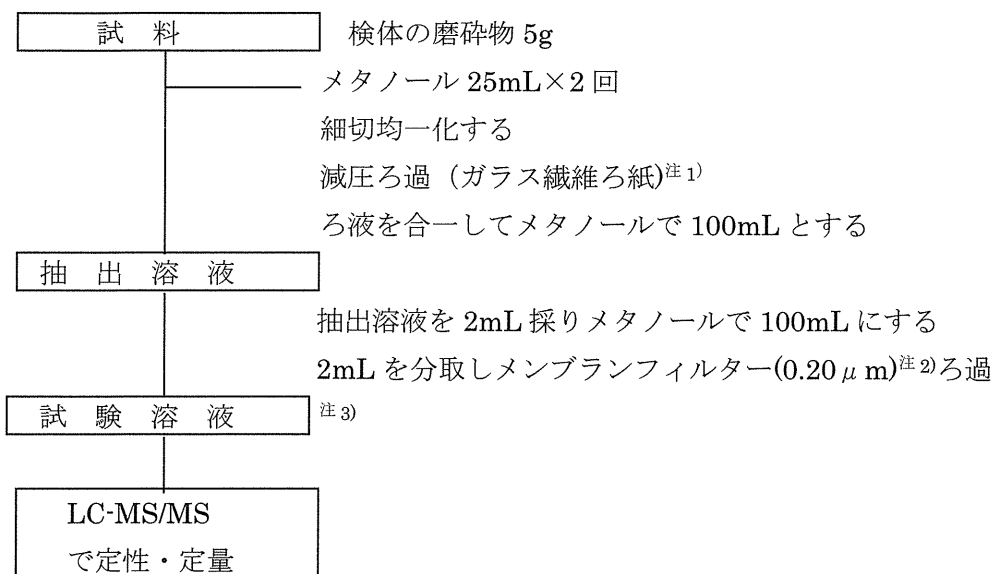 試 料 検体の磨砕物 5g
メタノール 25mL×2 回
細切均一化する
減圧ろ過（ガラス繊維ろ紙)注 1)
ろ液を合一してメタノールで 100mL とする
抽 出 溶 液
抽出溶液を 2mL 採りメタノールで 100mL にする
2mL を分取しメンブランフィルター(0.20μm)注 2)ろ過
試 験 溶 液 注 3)
LC-MS/MS
で定性・定量